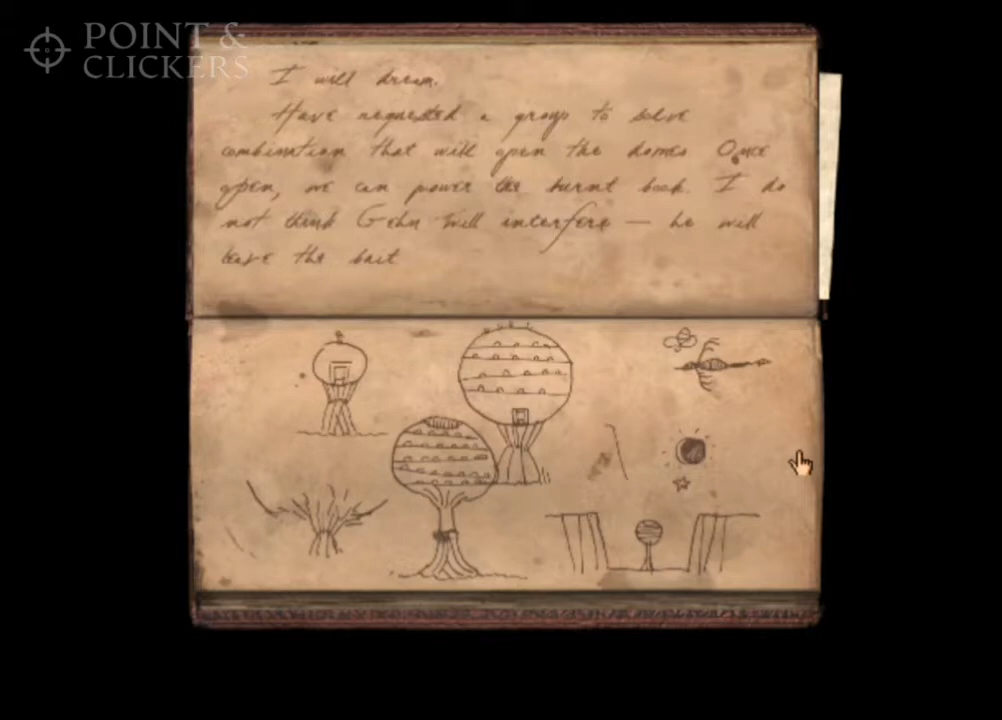 POINT &
CLICKERS
I will dream.
Have requested a group to solve
combination that will open the domes Once
open, we can power the burnt book. I do
not think Gehn will interfere — he will
leave the bait